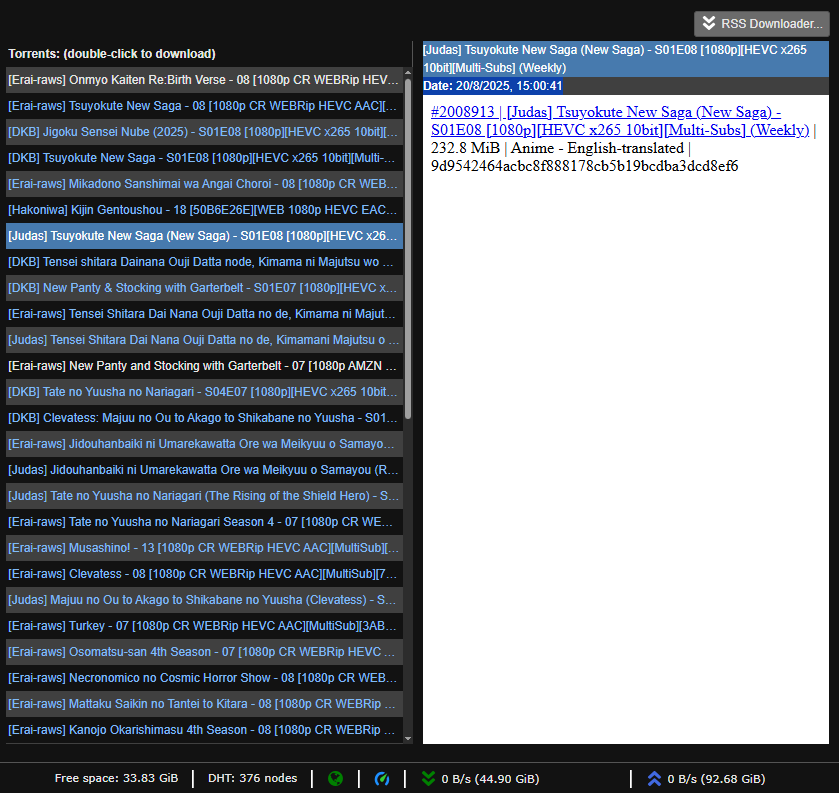 RSS Downloader...
Torrents: (double-click to download)
[Erai-raws] Onmyo Kaiten Re:Birth Verse - 08 [1080p CR WEBRip HEV...
[Erai-raws] Tsuyokute New Saga - 08 [1080p CR WEBRip HEVC AAC][...
[DKB] Jigoku Sensei Nube (2025) - S01E08 [1080p][HEVC x265 10bit][...
[DKB] Tsuyokute New Saga - S01E08 [1080p][HEVC x265 10bit][Multi-...
[Erai-raws] Mikadono Sanshimai wa Angai Choroi - 08 [1080p CR WEB...
[Hakoniwa] Kijin Gentoushou - 18 [50B6E26E][WEB 1080p HEVC EAC...
[Judas] Tsuyokute New Saga (New Saga) - S01E08 [1080p][HEVC x26...
[DKB] Tensei shitara Dainana Ouji Datta node, Kimama ni Majutsu wo ...
[DKB] New Panty & Stocking with Garterbelt - S01E07 [1080p][HEVC x...
[Erai-raws] Tensei Shitara Dai Nana Ouji Datta no de, Kimama ni Majut...
[Judas] Tensei Shitara Dai Nana Ouji Datta no de, Kimamani Majutsu o ...
[Erai-raws] New Panty and Stocking with Garterbelt - 07 [1080p AMZN ...
[DKB] Tate no Yuusha no Nariagari - S04E07 [1080p][HEVC x265 10bit...
[DKB] Clevatess: Majuu no Ou to Akago to Shikabane no Yuusha - S01...
[Erai-raws] Jidouhanbaiki ni Umarekawatta Ore wa Meikyuu o Samayo...
[Judas] Jidouhanbaiki ni Umarekawatta Ore wa Meikyuu o Samayou (R...
[Judas] Tate no Yuusha no Nariagari (The Rising of the Shield Hero) - S...
[Erai-raws] Tate no Yuusha no Nariagari Season 4 - 07 [1080p CR WE...
[Erai-raws] Musashino! - 13 [1080p CR WEBRip HEVC AAC][MultiSub][...
[Erai-raws] Clevatess - 08 [1080p CR WEBRip HEVC AAC][MultiSub][7...
[Judas] Majuu no Ou to Akago to Shikabane no Yuusha (Clevatess) - S...
[Erai-raws] Turkey - 07 [1080p CR WEBRip HEVC AAC][MultiSub][3AB...
[Erai-raws] Osomatsu-san 4th Season - 07 [1080p CR WEBRip HEVC ...
[Erai-raws] Necronomico no Cosmic Horror Show - 08 [1080p CR WEB...
[Erai-raws] Mattaku Saikin no Tantei to Kitara - 08 [1080p CR WEBRip ...
[Erai-raws] Kanojo Okarishimasu 4th Season - 08 [1080p CR WEBRip ...
[Judas] Tsuyokute New Saga (New Saga) - S01E08 [1080p][HEVC x265
10bit][Multi-Subs] (Weekly)
Date: 20/8/2025, 15:00:41
#2008913 | [Judas] Tsuyokute New Saga (New Saga) -
S01E08 [1080p][HEVC x265 10bit][Multi-Subs] (Weekly) |
232.8 MiB | Anime - English-translated |
9d9542464acbc8f888178cb5b19bcdba3dcd8ef6
Free space: 33.83 GiB
DHT: 376 nodes
0 B/s (44.90 GiB)
0 B/s (92.68 GiB)